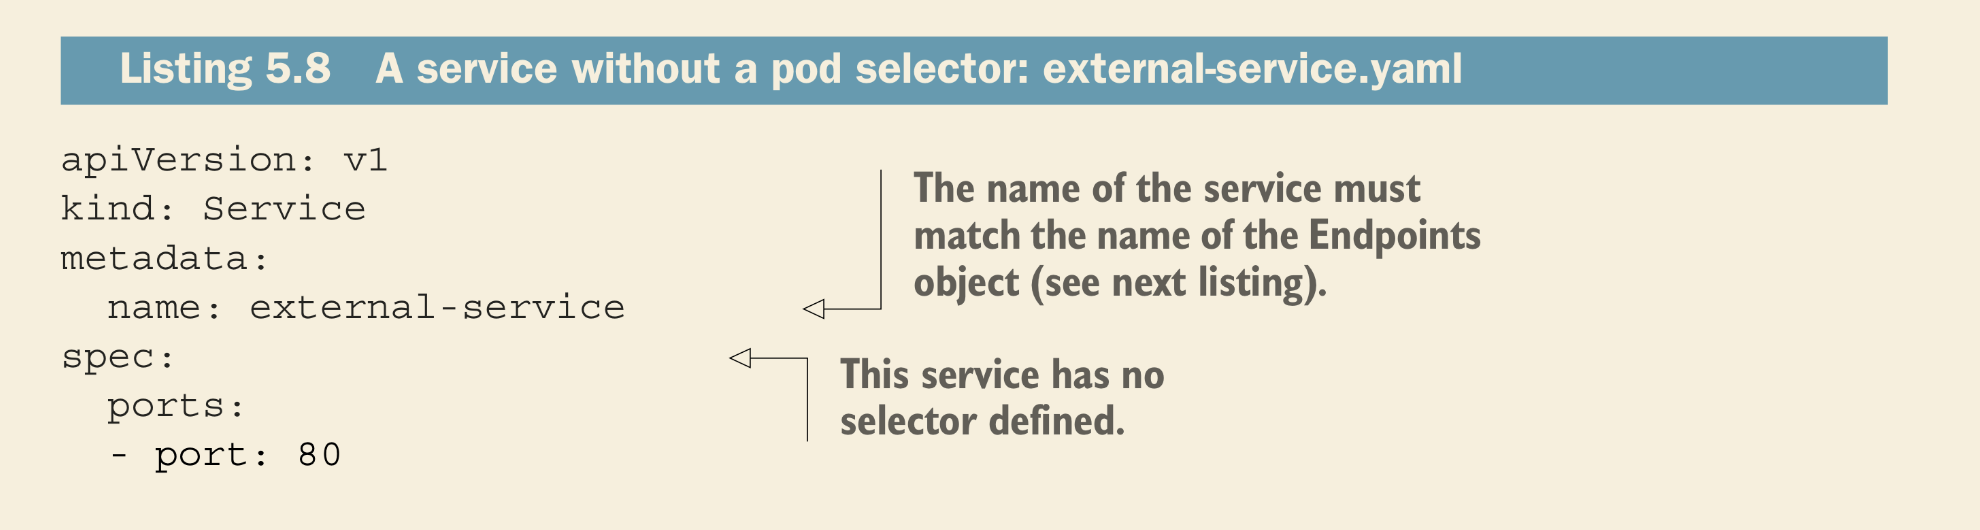 Listing 5.8 A service without a pod selector: external-service.yaml
apiVersion: v1
kind: Service
metadata:
  name: external-service
spec:
  ports:
  - port: 80
The name of the service must
match the name of the Endpoints
object (see next listing).
This service has no
selector defined.